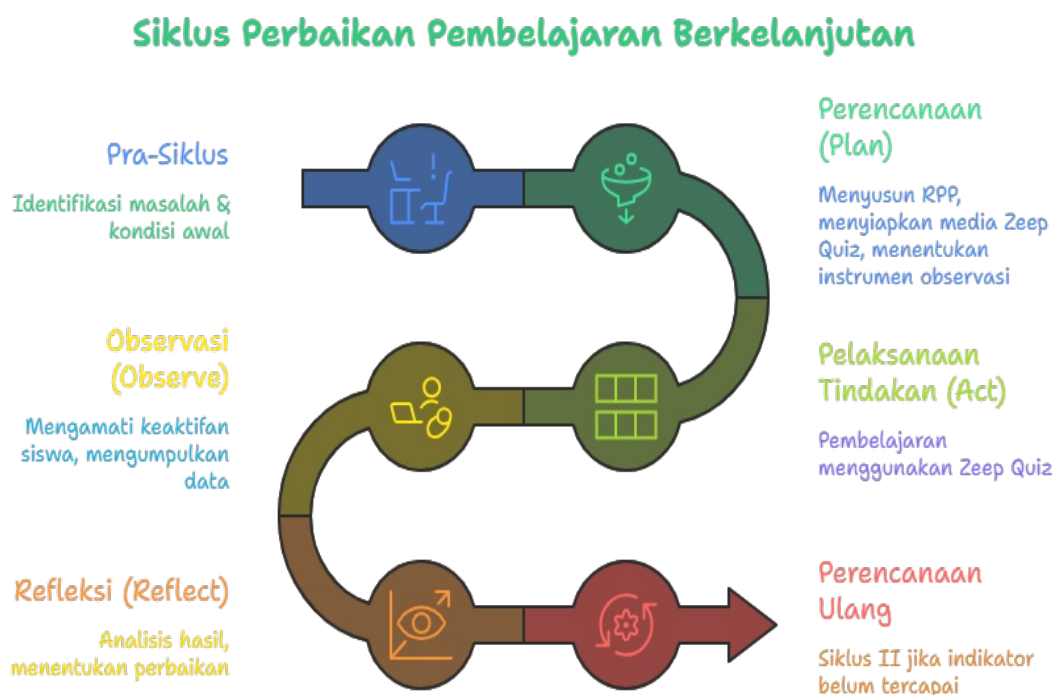 Siklus Perbaikan Pembelajaran Berkelanjutan
Pra-Siklus
Identifikasi masalah &
kondisi awal
Perencanaan
(Plan)
Menyusun RPP,
menyiapkan media Zeep
Quiz, menentukan
instrumen observasi
Pelaksanaan
Tindakan (Act)
Pembelajaran
menggunakan Zeep Quiz
Observasi
(Observe)
Mengamati keaktifan
siswa, mengumpulkan
data
Refleksi (Reflect)
Analisis hasil,
menentukan perbaikan
Perencanaan
Ulang
Siklus II jika indikator
belum tercapai